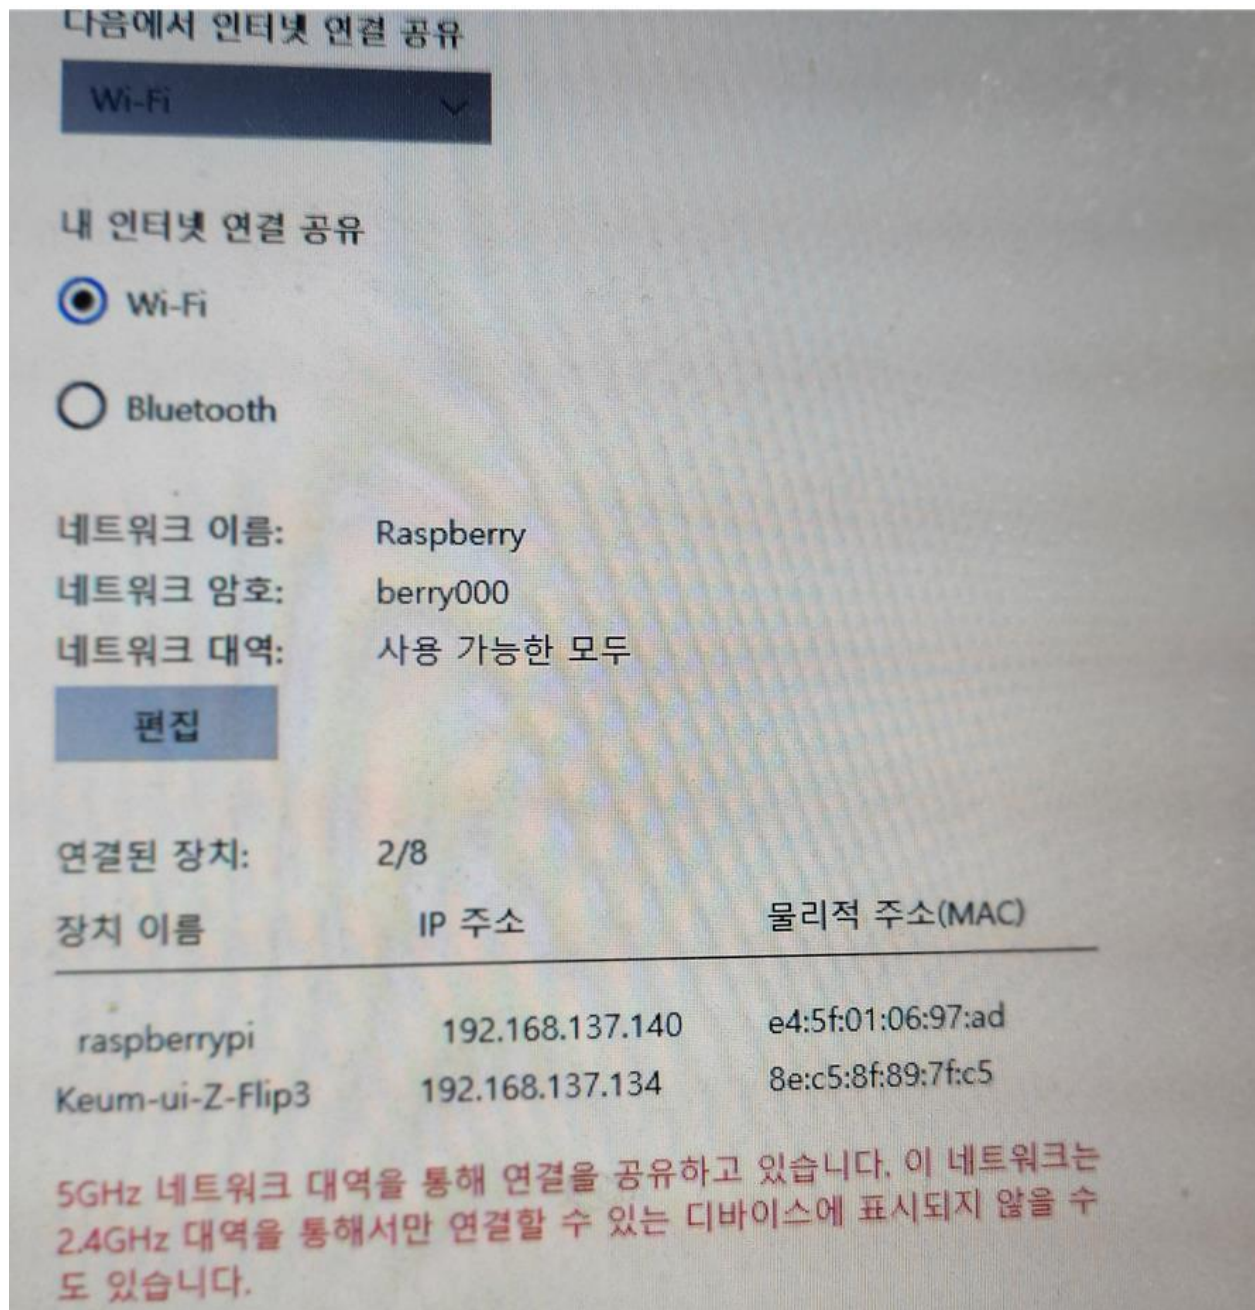 다음에서 인터넷 연결 공유
Wi-Fi
내 인터넷 연결 공유
Wi-Fi
Bluetooth
네트워크 이름: Raspberry
네트워크 암호: berry000
네트워크 대역: 사용 가능한 모두
편집
연결된 장치: 2/8
장치 이름 IP 주소 물리적 주소(MAC)
raspberrypi 192.168.137.140 e4:5f:01:06:97:ad
Keum-ui-Z-Flip3 192.168.137.134 8e:c5:8f:89:7f:c5
5GHz 네트워크 대역을 통해 연결을 공유하고 있습니다. 이 네트워크는
2.4GHz 대역을 통해서만 연결할 수 있는 디바이스에 표시되지 않을 수
도 있습니다.